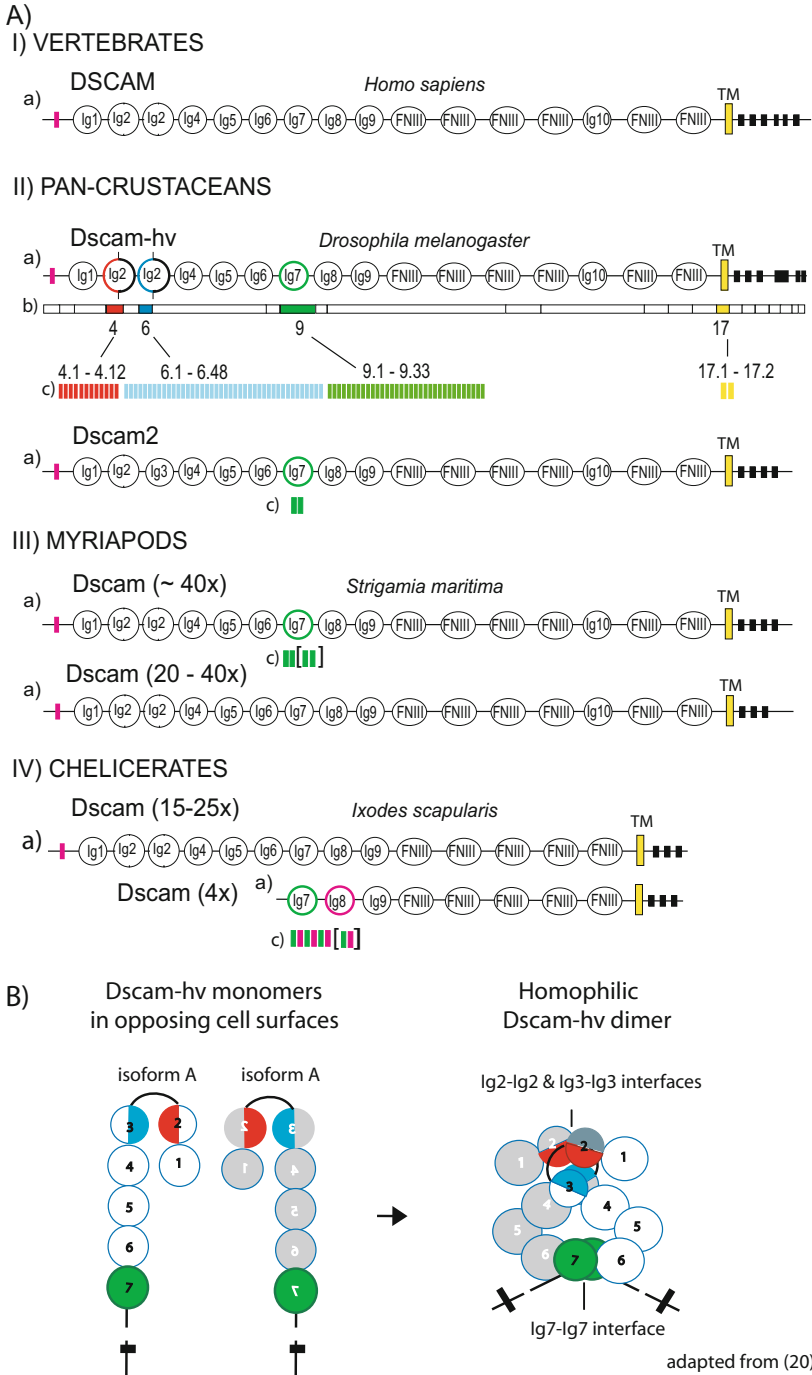 A)
I) VERTEBRATES
DSCAM
Homo sapiens
TM
a)
Ig1 Ig2 Ig2 Ig4 Ig5 Ig6 Ig7 Ig8 Ig9 FNIII FNIII FNIII FNIII Ig10 FNIII FNIII
II) PAN-CRUSTACEANS
Dscam-hv
Drosophila melanogaster
TM
a)
Ig1 Ig2 Ig2 Ig4 Ig5 Ig6 Ig7 Ig8 Ig9 FNIII FNIII FNIII FNIII Ig10 FNIII FNIII
b)
4 6 9 17
4.1 - 4.12 6.1 - 6.48 9.1 - 9.33 17.1 - 17.2
c)
Dscam2
TM
a)
Ig1 Ig2 Ig3 Ig4 Ig5 Ig6 Ig7 Ig8 Ig9 FNIII FNIII FNIII FNIII Ig10 FNIII FNIII
c)
III) MYRIAPODS
Dscam (~ 40x)
Strigamia maritima
TM
a)
Ig1 Ig2 Ig2 Ig4 Ig5 Ig6 Ig7 Ig8 Ig9 FNIII FNIII FNIII FNIII Ig10 FNIII FNIII
c) [ ]
Dscam (20 - 40x)
TM
a)
Ig1 Ig2 Ig2 Ig4 Ig5 Ig6 Ig7 Ig8 Ig9 FNIII FNIII FNIII FNIII Ig10 FNIII FNIII
IV) CHELICERATES
Dscam (15-25x)
Ixodes scapularis
TM
a)
Ig1 Ig2 Ig2 Ig4 Ig5 Ig6 Ig7 Ig8 Ig9 FNIII FNIII FNIII FNIII FNIII
Dscam (4x)
a)
Ig7 Ig8 Ig9 FNIII FNIII FNIII FNIII FNIII
c) [ ]
B)
Dscam-hv monomers
in opposing cell surfaces
isoform A isoform A
3 2 2 3
4 1 1 4
5 5
6 6
7 7
Homophilic
Dscam-hv dimer
Ig2-Ig2 & Ig3-Ig3 interfaces
1 2 2 1
3
4 4
5 5
6 7 6
Ig7-Ig7 interface
adapted from (20)